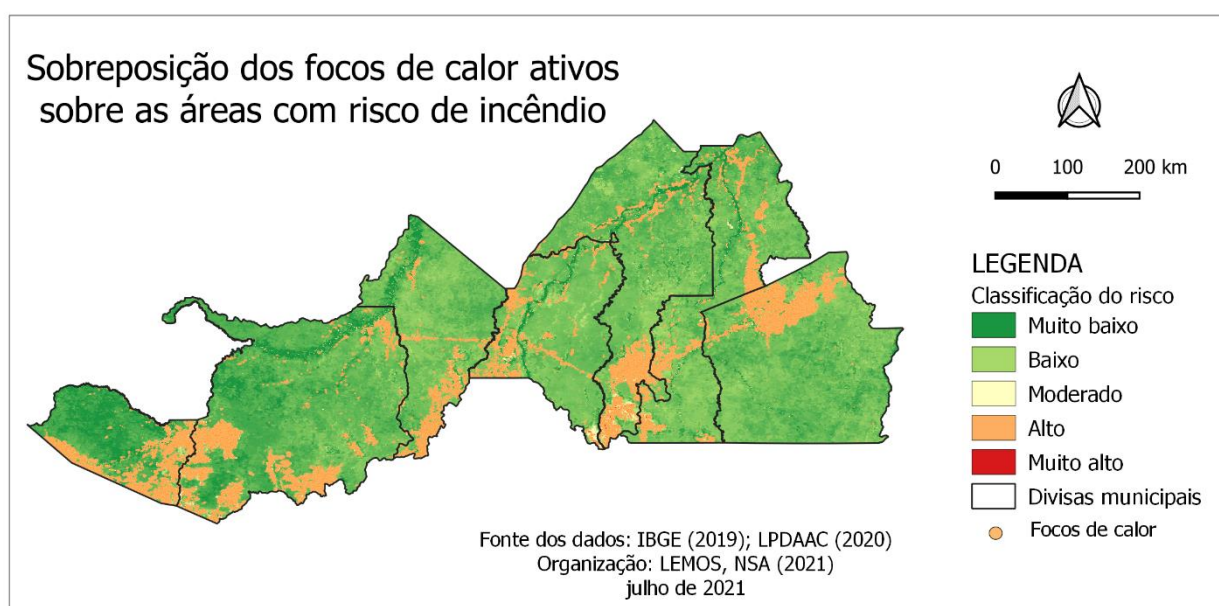 Sobreposição dos focos de calor ativos
sobre as áreas com risco de incêndio
0 100 200 km
LEGENDA
Classificação do risco
Muito baixo
Baixo
Moderado
Alto
Muito alto
Divisas municipais
Focos de calor
Fonte dos dados: IBGE (2019); LPDAAC (2020)
Organização: LEMOS, NSA (2021)
julho de 2021